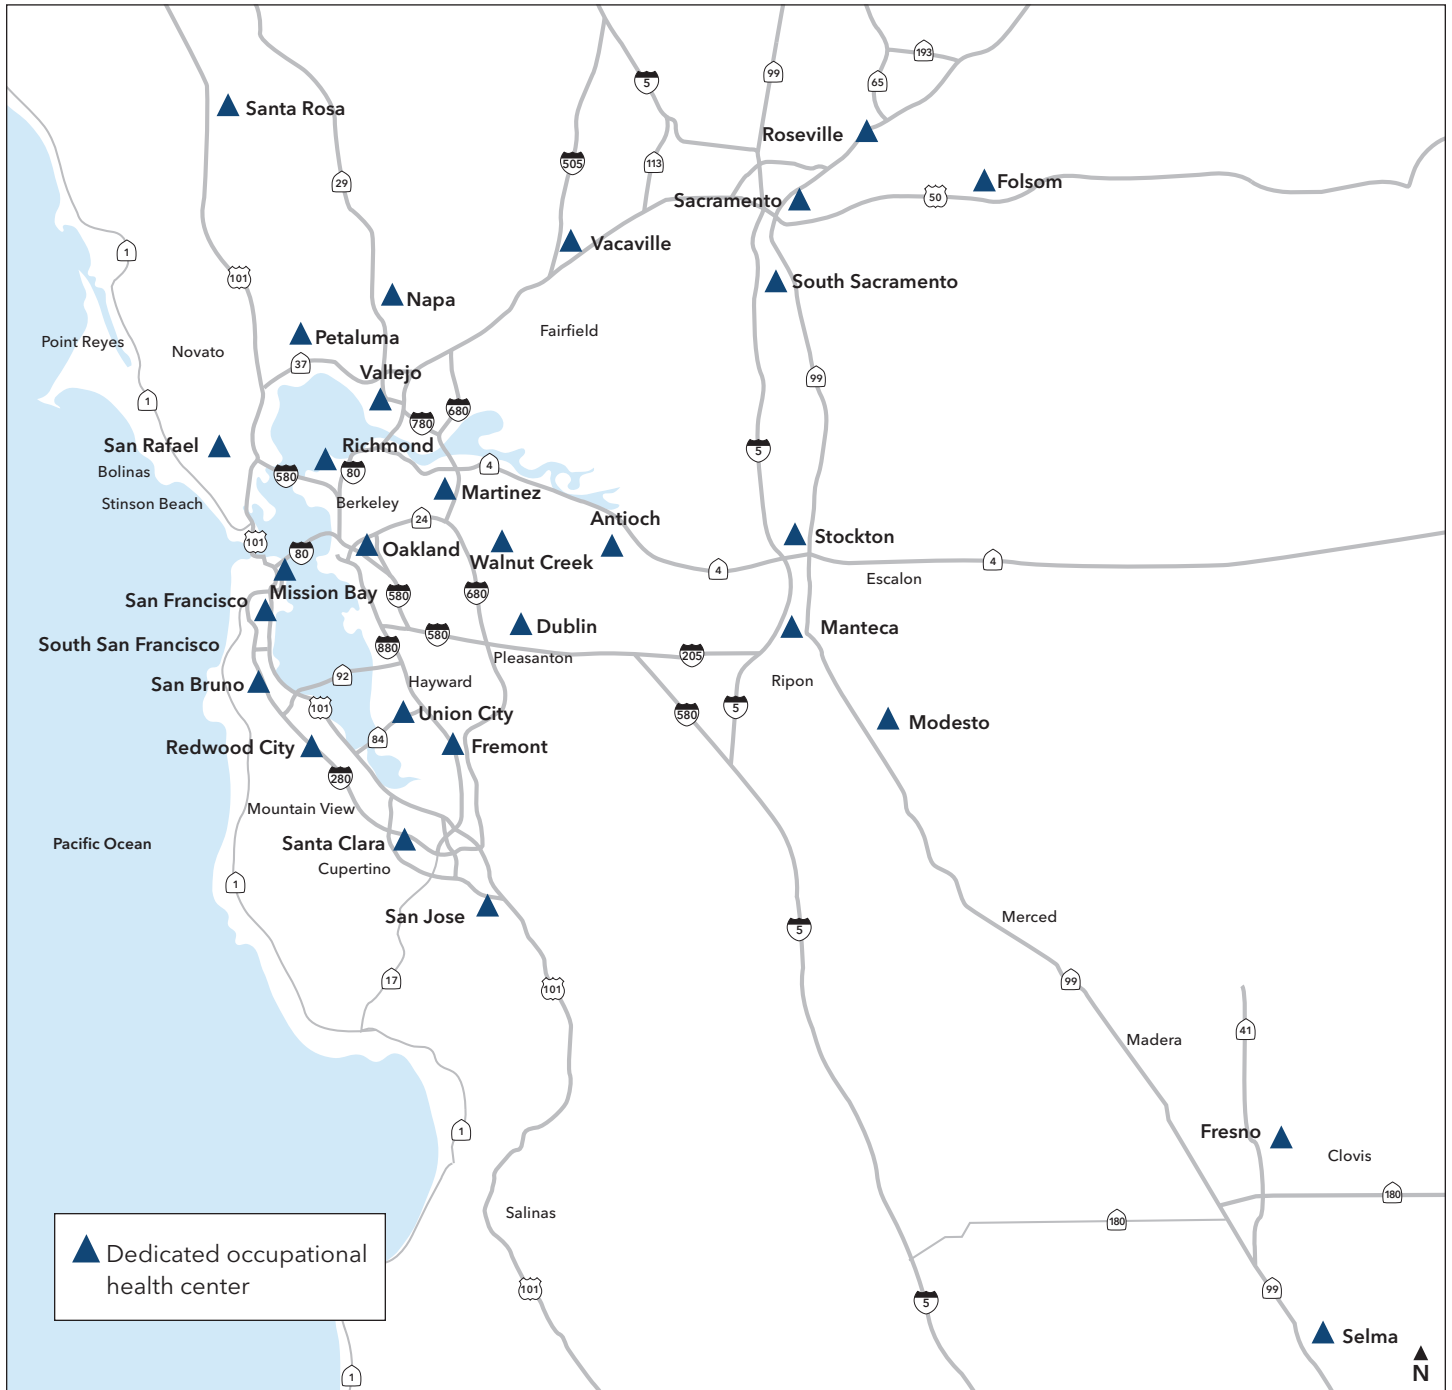 193
5
99
65
Santa Rosa
Roseville
505
113
29
Folsom
50
Sacramento
1
Vacaville
101
South Sacramento
Napa
Fairfield
Petaluma
Point Reyes
Novato
37
Vallejo
99
1
680
780
San Rafael
Richmond
5
Bolinas
580
80
4
Martinez
Stinson Beach
Berkeley
24
Antioch
101
80
Oakland
Stockton
Walnut Creek
4
4
Escalon
Mission Bay
580
680
San Francisco
Dublin
Manteca
580
South San Francisco
880
Pleasanton
205
92
Hayward
Ripon
San Bruno
101
Union City
580
5
Modesto
84
Redwood City
Fremont
280
Mountain View
Santa Clara
Pacific Ocean
Cupertino
1
San Jose
Merced
5
17
99
101
41
Madera
1
Fresno
Clovis
180
Salinas
180
Dedicated occupational
health center
101
99
5
Selma
N
1